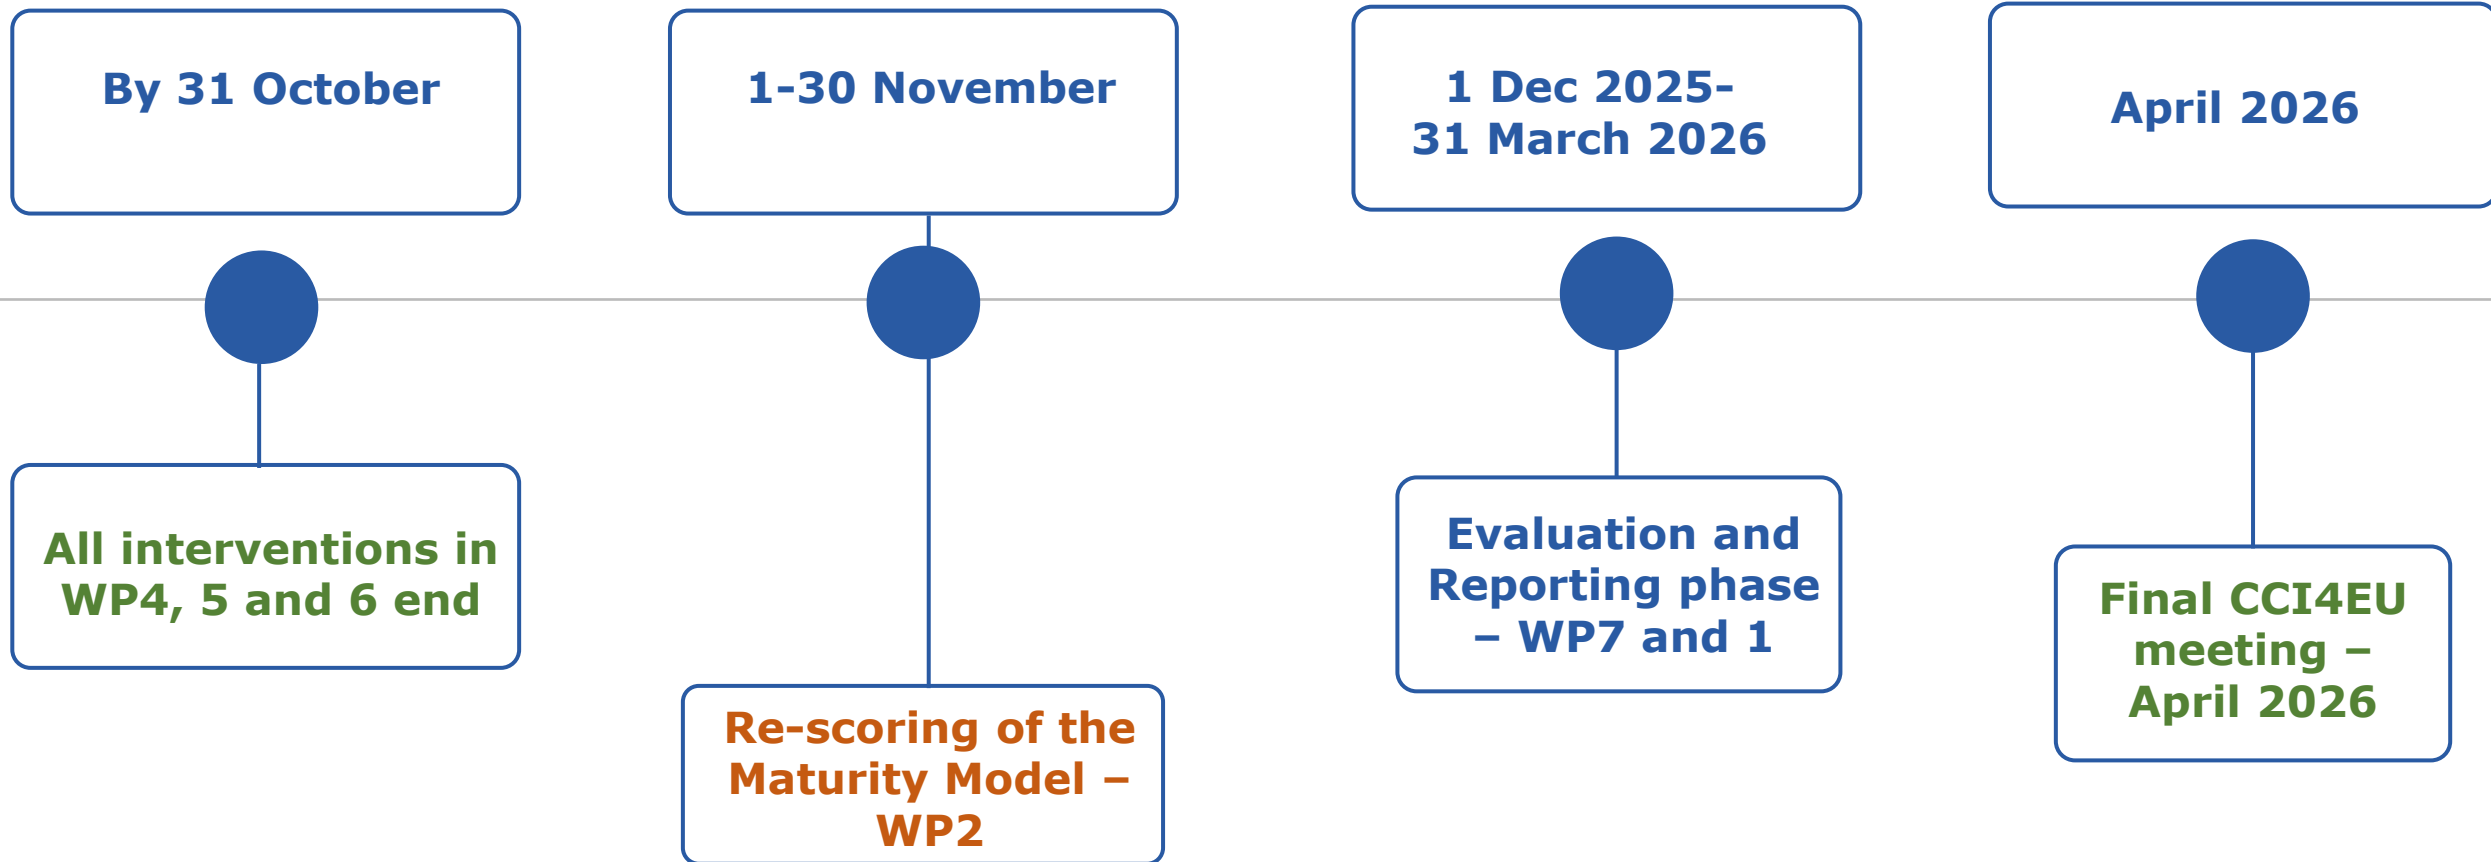 By 31 October
1-30 November
1 Dec 2025-
31 March 2026
April 2026
All interventions in
WP4, 5 and 6 end
Re-scoring of the
Maturity Model –
WP2
Evaluation and
Reporting phase
– WP7 and 1
Final CCI4EU
meeting –
April 2026